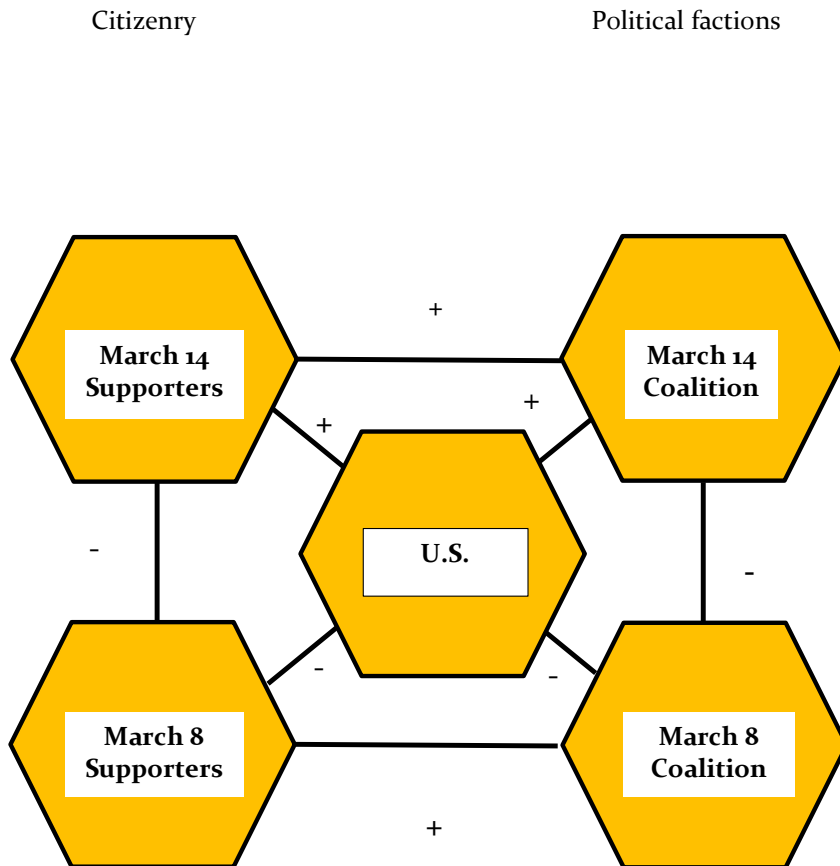 Citizenry
Political factions
+
March 14
Supporters
March 14
Coalition
+
+
U.S.
-
-
-
-
March 8
Supporters
March 8
Coalition
+